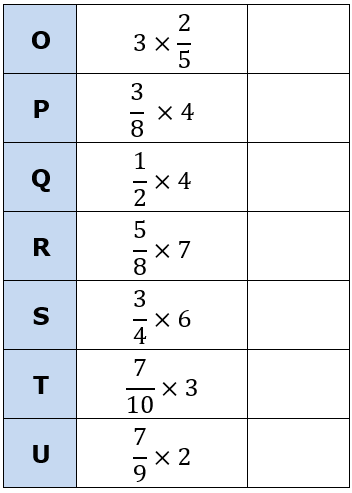 O 3 × 2/5
P 3/8 × 4
Q 1/2 × 4
R 5/8 × 7
S 3/4 × 6
T 7/10 × 3
U 7/9 × 2